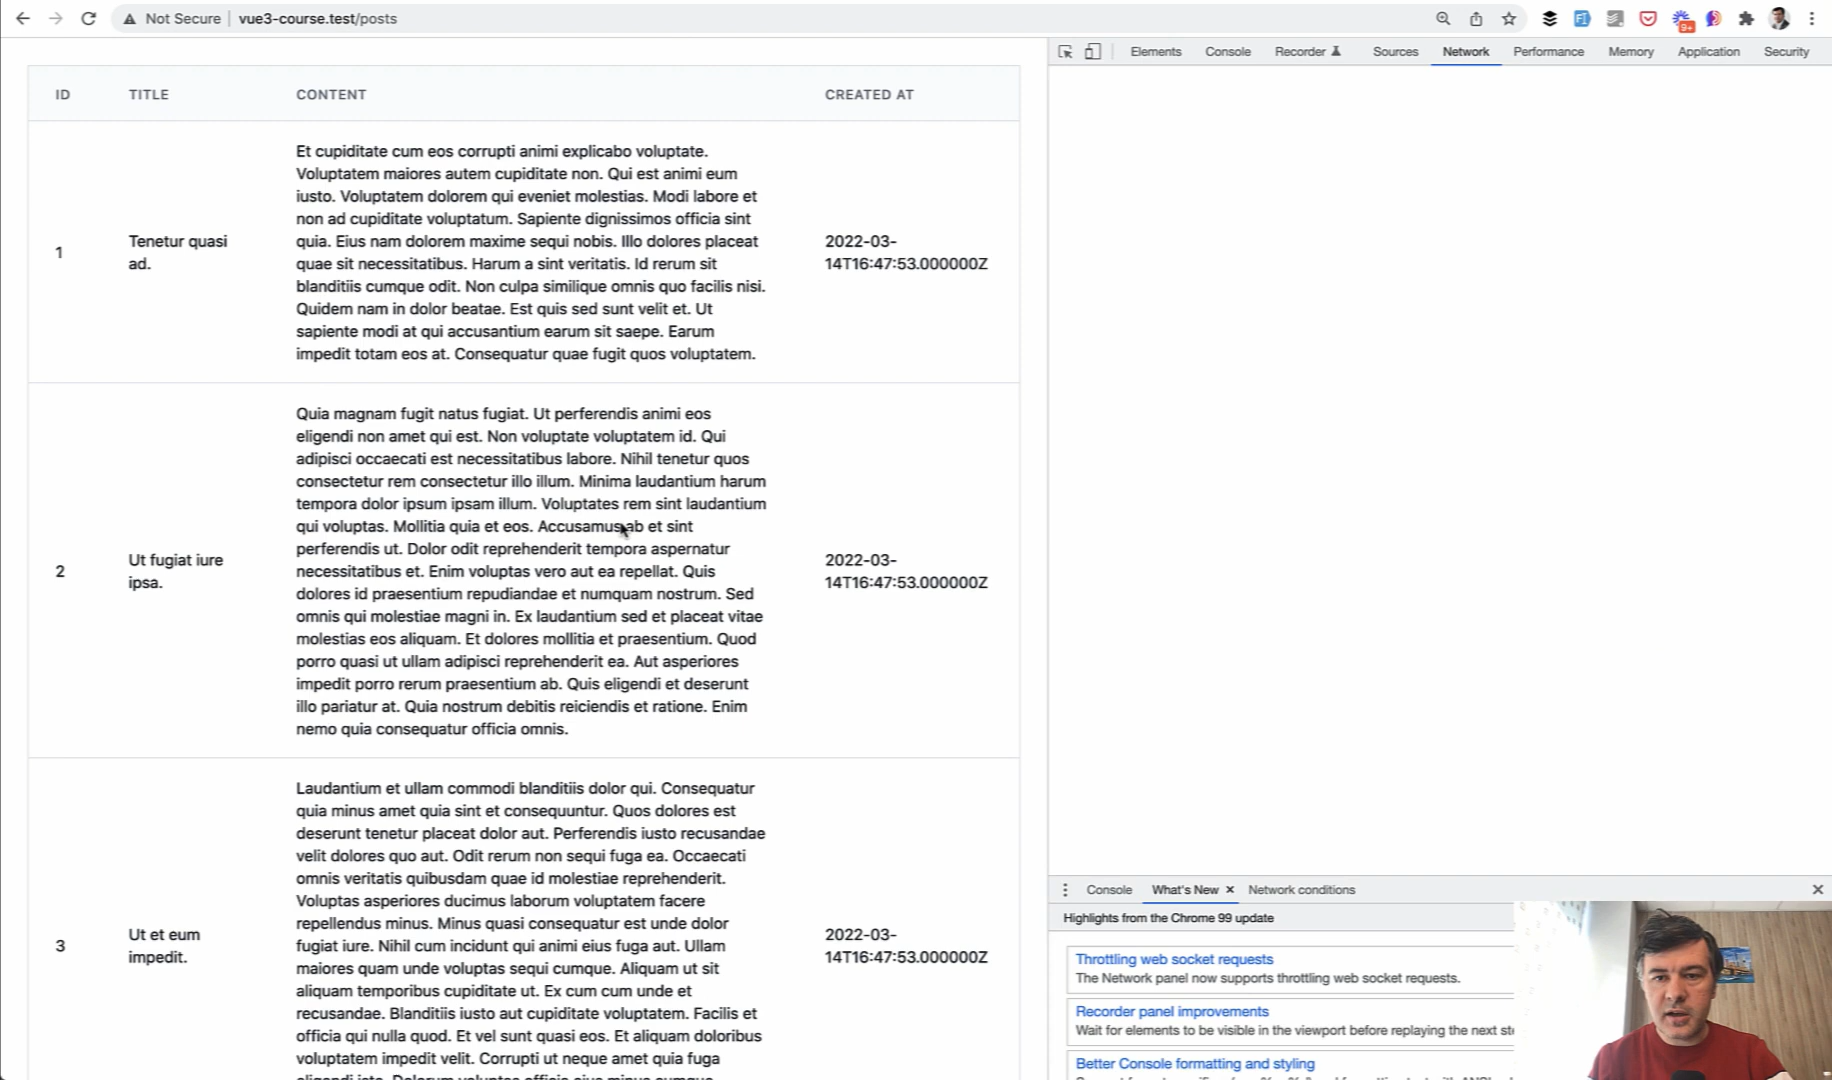 Not Secure | vue3-course.test/posts
9+
Elements Console Recorder Sources Network Performance Memory Application Security
ID TITLE CONTENT CREATED AT
1
Tenetur quasi
ad.
Et cupiditate cum eos corrupti animi explicabo voluptate.
Voluptatem maiores autem cupiditate non. Qui est animi eum
iusto. Voluptatem dolorem qui eveniet molestias. Modi labore et
non ad cupiditate voluptatum. Sapiente dignissimos officia sint
quia. Eius nam dolorem maxime sequi nobis. Illo dolores placeat
quae sit necessitatibus. Harum a sint veritatis. Id rerum sit
blanditiis cumque odit. Non culpa similique omnis quo facilis nisi.
Quidem nam in dolor beatae. Est quis sed sunt velit et. Ut
sapiente modi at qui accusantium earum sit saepe. Earum
impedit totam eos at. Consequatur quae fugit quos voluptatem.
2022-03-
14T16:47:53.000000Z
2
Ut fugiat iure
ipsa.
Quia magnam fugit natus fugiat. Ut perferendis animi eos
eligendi non amet qui est. Non voluptate voluptatem id. Qui
adipisci occaecati est necessitatibus labore. Nihil tenetur quos
consectetur rem consectetur illo illum. Minima laudantium harum
tempora dolor ipsum ipsam illum. Voluptates rem sint laudantium
qui voluptas. Mollitia quia et eos. Accusamus ab et sint
perferendis ut. Dolor odit reprehenderit tempora aspernatur
necessitatibus et. Enim voluptas vero aut ea repellat. Quis
dolores id praesentium repudiandae et numquam nostrum. Sed
omnis qui molestiae magni in. Ex laudantium sed et placeat vitae
molestias eos aliquam. Et dolores mollitia et praesentium. Quod
porro quasi ut ullam adipisci reprehenderit ea. Aut asperiores
impedit porro rerum praesentium ab. Quis eligendi et deserunt
illo pariatur at. Quia nostrum debitis reiciendis et ratione. Enim
nemo quia consequatur officia omnis.
2022-03-
14T16:47:53.000000Z
3
Ut et eum
impedit.
Laudantium et ullam commodi blanditiis dolor qui. Consequatur
quia minus amet quia sint et consequuntur. Quos dolores est
deserunt tenetur placeat dolor aut. Perferendis iusto recusandae
velit dolores quo aut. Odit rerum non sequi fuga ea. Occaecati
omnis veritatis quibusdam quae id molestiae reprehenderit.
Voluptas asperiores ducimus laborum voluptatem facere
repellendus minus. Minus quasi consequatur est unde dolor
fugiat iure. Nihil cum incidunt qui animi eius fuga aut. Ullam
maiores quam unde voluptas sequi cumque. Aliquam ut sit
aliquam temporibus cupiditate ut. Ex cum cum unde et
recusandae. Blanditiis iusto aut cupiditate voluptatem. Facilis et
officia qui nulla quod. Et vel sunt quasi eos. Et aliquam doloribus
voluptatem impedit velit. Corrupti ut neque amet quia fuga
2022-03-
14T16:47:53.000000Z
Console What's New × Network conditions
Highlights from the Chrome 99 update
Throttling web socket requests
The Network panel now supports throttling web socket requests.
Recorder panel improvements
Wait for elements to be visible in the viewport before replaying the next
Better Console formatting and styling